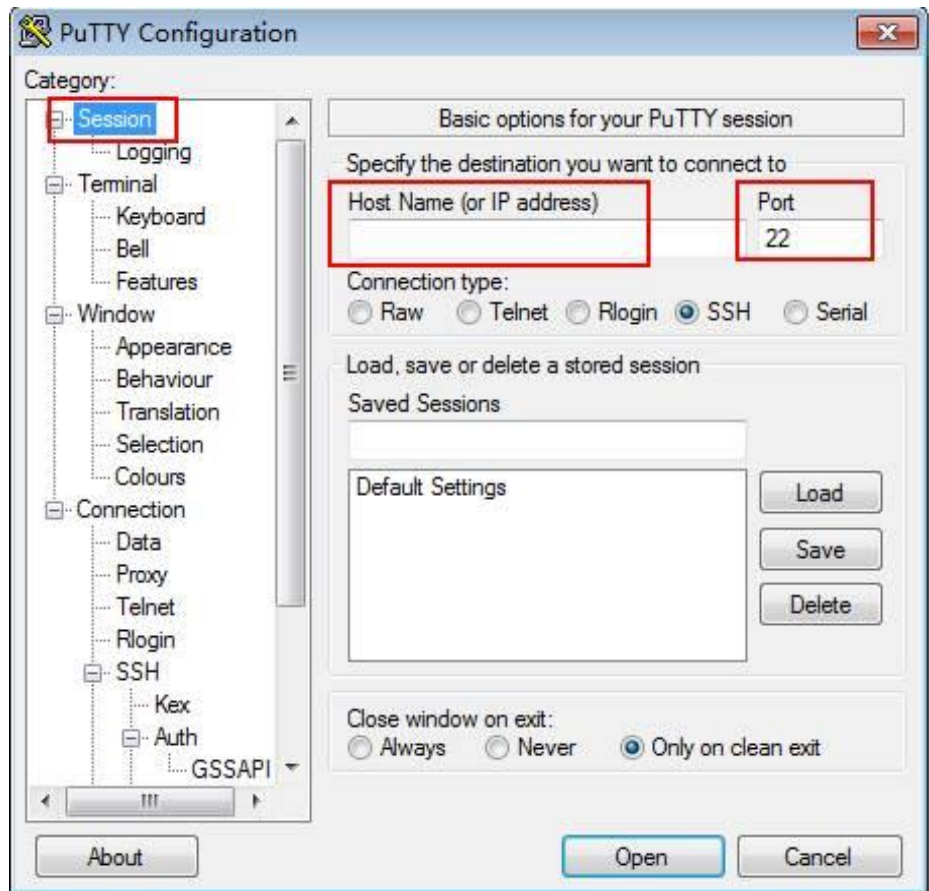 PuTTY Configuration
Category:
Session
Logging
Terminal
Keyboard
Bell
Features
Window
Appearance
Behaviour
Translation
Selection
Colours
Connection
Data
Proxy
Telnet
Rlogin
SSH
Kex
Auth
GSSAPI
Basic options for your PuTTY session
Specify the destination you want to connect to
Host Name (or IP address) Port
22
Connection type:
Raw Telnet Rlogin SSH Serial
Load, save or delete a stored session
Saved Sessions
Default Settings
Load
Save
Delete
Close window on exit:
Always Never Only on clean exit
About Open Cancel